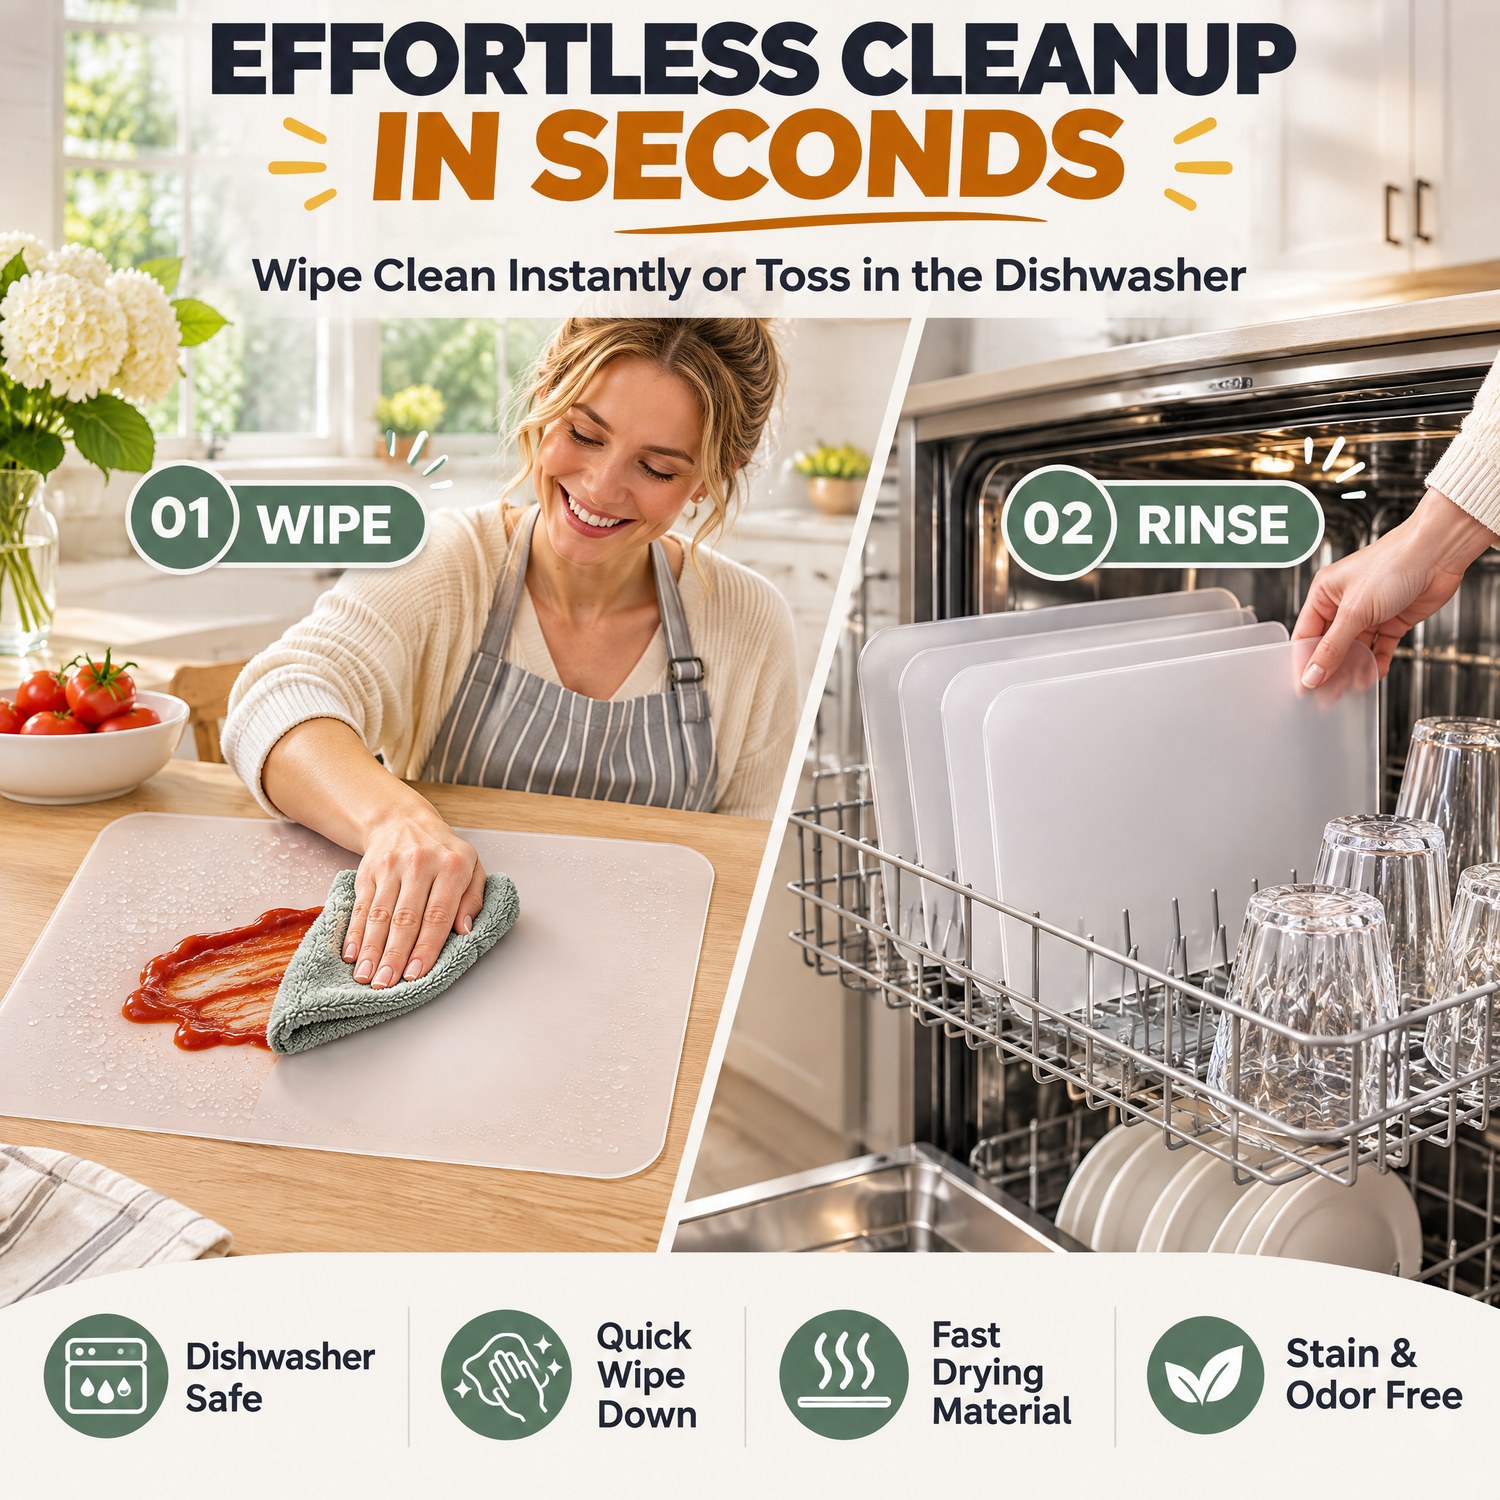 EFFORTLESS CLEANUP
IN SECONDS
Wipe Clean Instantly or Toss in the Dishwasher
01 WIPE
02 RINSE
Dishwasher
Safe
Quick
Wipe
Down
Fast
Drying
Material
Stain &
Odor Free